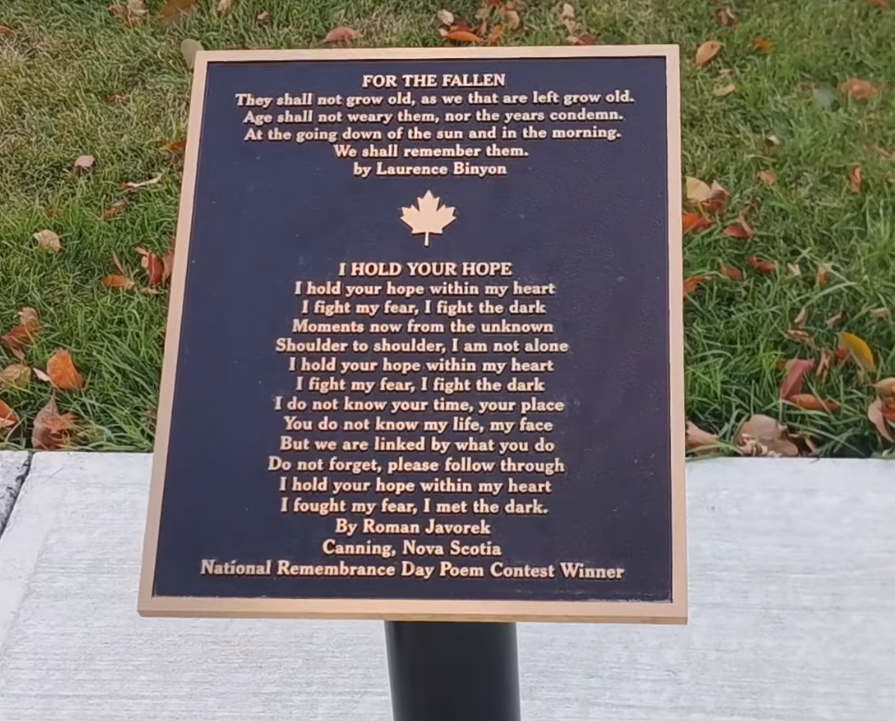 FOR THE FALLEN
They shall not grow old, as we that are left grow old.
Age shall not weary them, nor the years condemn.
At the going down of the sun and in the morning.
We shall remember them.
by Laurence Binyon
I HOLD YOUR HOPE
I hold your hope within my heart
I fight my fear, I fight the dark
Moments now from the unknown
Shoulder to shoulder, I am not alone
I hold your hope within my heart
I fight my fear, I fight the dark
I do not know your time, your place
You do not know my life, my face
But we are linked by what you do
Do not forget, please follow through
I hold your hope within my heart
I fought my fear, I met the dark.
By Roman Javorek
Canning, Nova Scotia
National Remembrance Day Poem Contest Winner